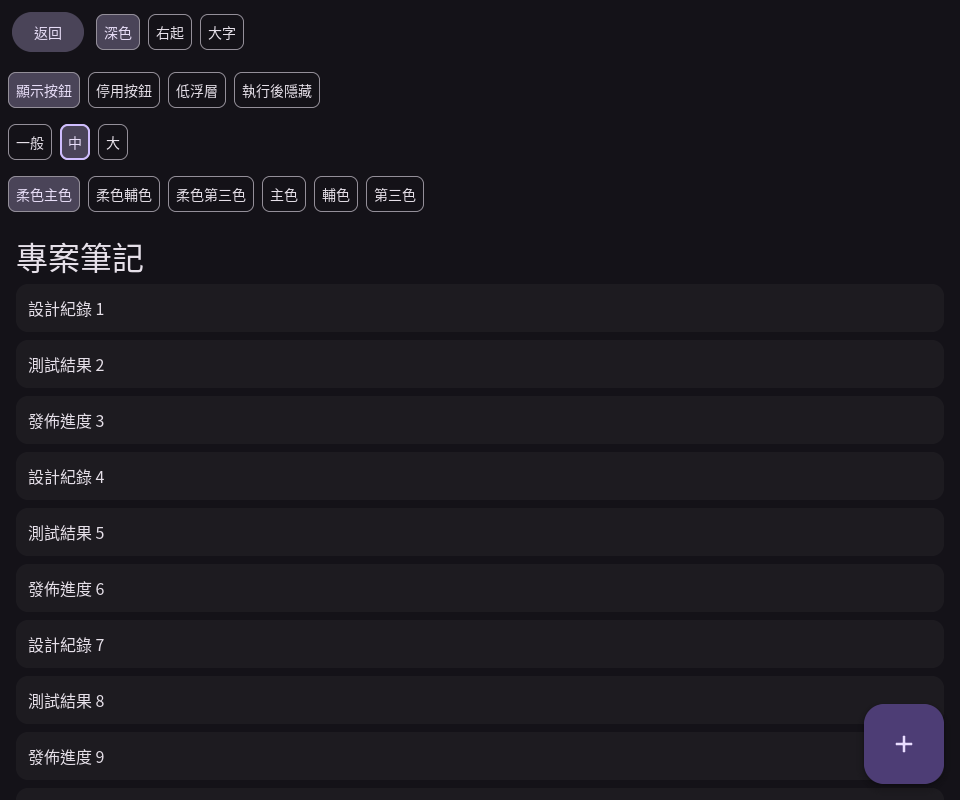 返回 深色 右起 大字
顯示按鈕 停用按鈕 低浮層 執行後隱藏
一般 中 大
柔色主色 柔色輔色 柔色第三色 主色 輔色 第三色
專案筆記
設計紀錄 1
測試結果 2
發佈進度 3
設計紀錄 4
測試結果 5
發佈進度 6
設計紀錄 7
測試結果 8
發佈進度 9